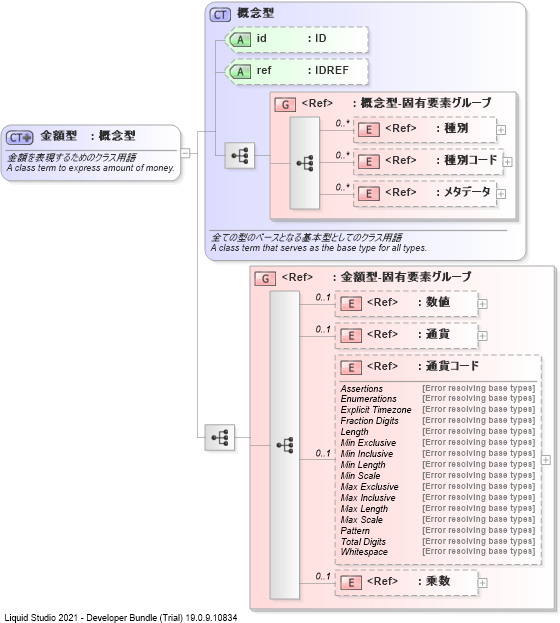 CT 概念型
A id : ID
A ref : IDREF
CT 金額型 : 概念型
金額を表現するためのクラス用語
A class term to express amount of money.
G <Ref> : 概念型-固有要素グループ
0..* E <Ref> : 種別
0..* E <Ref> : 種別コード
0..* E <Ref> : メタデータ
全ての型のベースとなる基本型としてのクラス用語
A class term that serves as the base type for all types.
G <Ref> : 金額型-固有要素グループ
0..1 E <Ref> : 数値
0..1 E <Ref> : 通貨
E <Ref> : 通貨コード
Assertions [Error resolving base types]
Enumerations [Error resolving base types]
Explicit Timezone [Error resolving base types]
Fraction Digits [Error resolving base types]
Length [Error resolving base types]
Min Exclusive [Error resolving base types]
0..1 Min Inclusive [Error resolving base types]
Min Length [Error resolving base types]
Min Scale [Error resolving base types]
Max Exclusive [Error resolving base types]
Max Inclusive [Error resolving base types]
Max Length [Error resolving base types]
Max Scale [Error resolving base types]
Pattern [Error resolving base types]
Total Digits [Error resolving base types]
Whitespace [Error resolving base types]
0..1 E <Ref> : 乗数
Liquid Studio 2021 - Developer Bundle (Trial) 19.0.9.10834